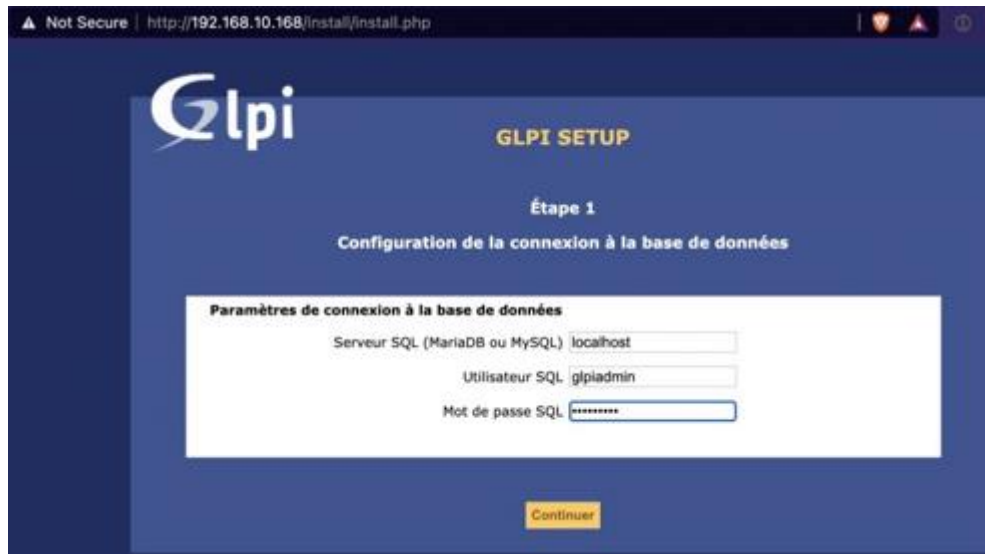 Not Secure http://192.168.10.168/install/install.php
Glpi
GLPI SETUP
Étape 1
Configuration de la connexion à la base de données
Paramètres de connexion à la base de données
Serveur SQL (MariaDB ou MySQL) localhost
Utilisateur SQL glpiadmin
Mot de passe SQL •••••••••
Continuer